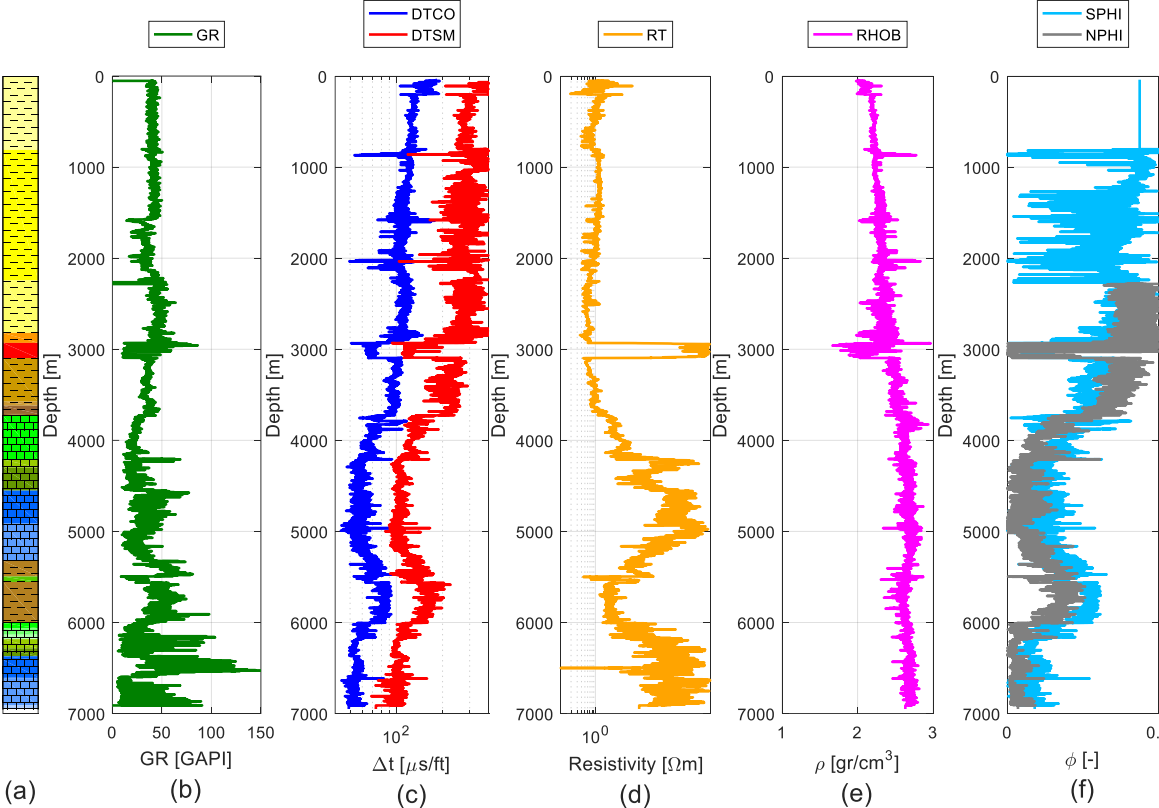 GR
DTCO
DTSM
RT
RHOB
SPHI
NPHI
0
1000
2000
3000
4000
5000
6000
7000
Depth [m]
0 50 100 150
GR [GAPI]
0
1000
2000
3000
4000
5000
6000
7000
Depth [m]
10²
Δt [μs/ft]
0
1000
2000
3000
4000
5000
6000
7000
Depth [m]
10⁰
Resistivity [Ωm]
0
1000
2000
3000
4000
5000
6000
7000
Depth [m]
1 2 3
ρ [gr/cm³]
0
1000
2000
3000
4000
5000
6000
7000
Depth [m]
0 0.
ϕ [-]
(a) (b) (c) (d) (e) (f)